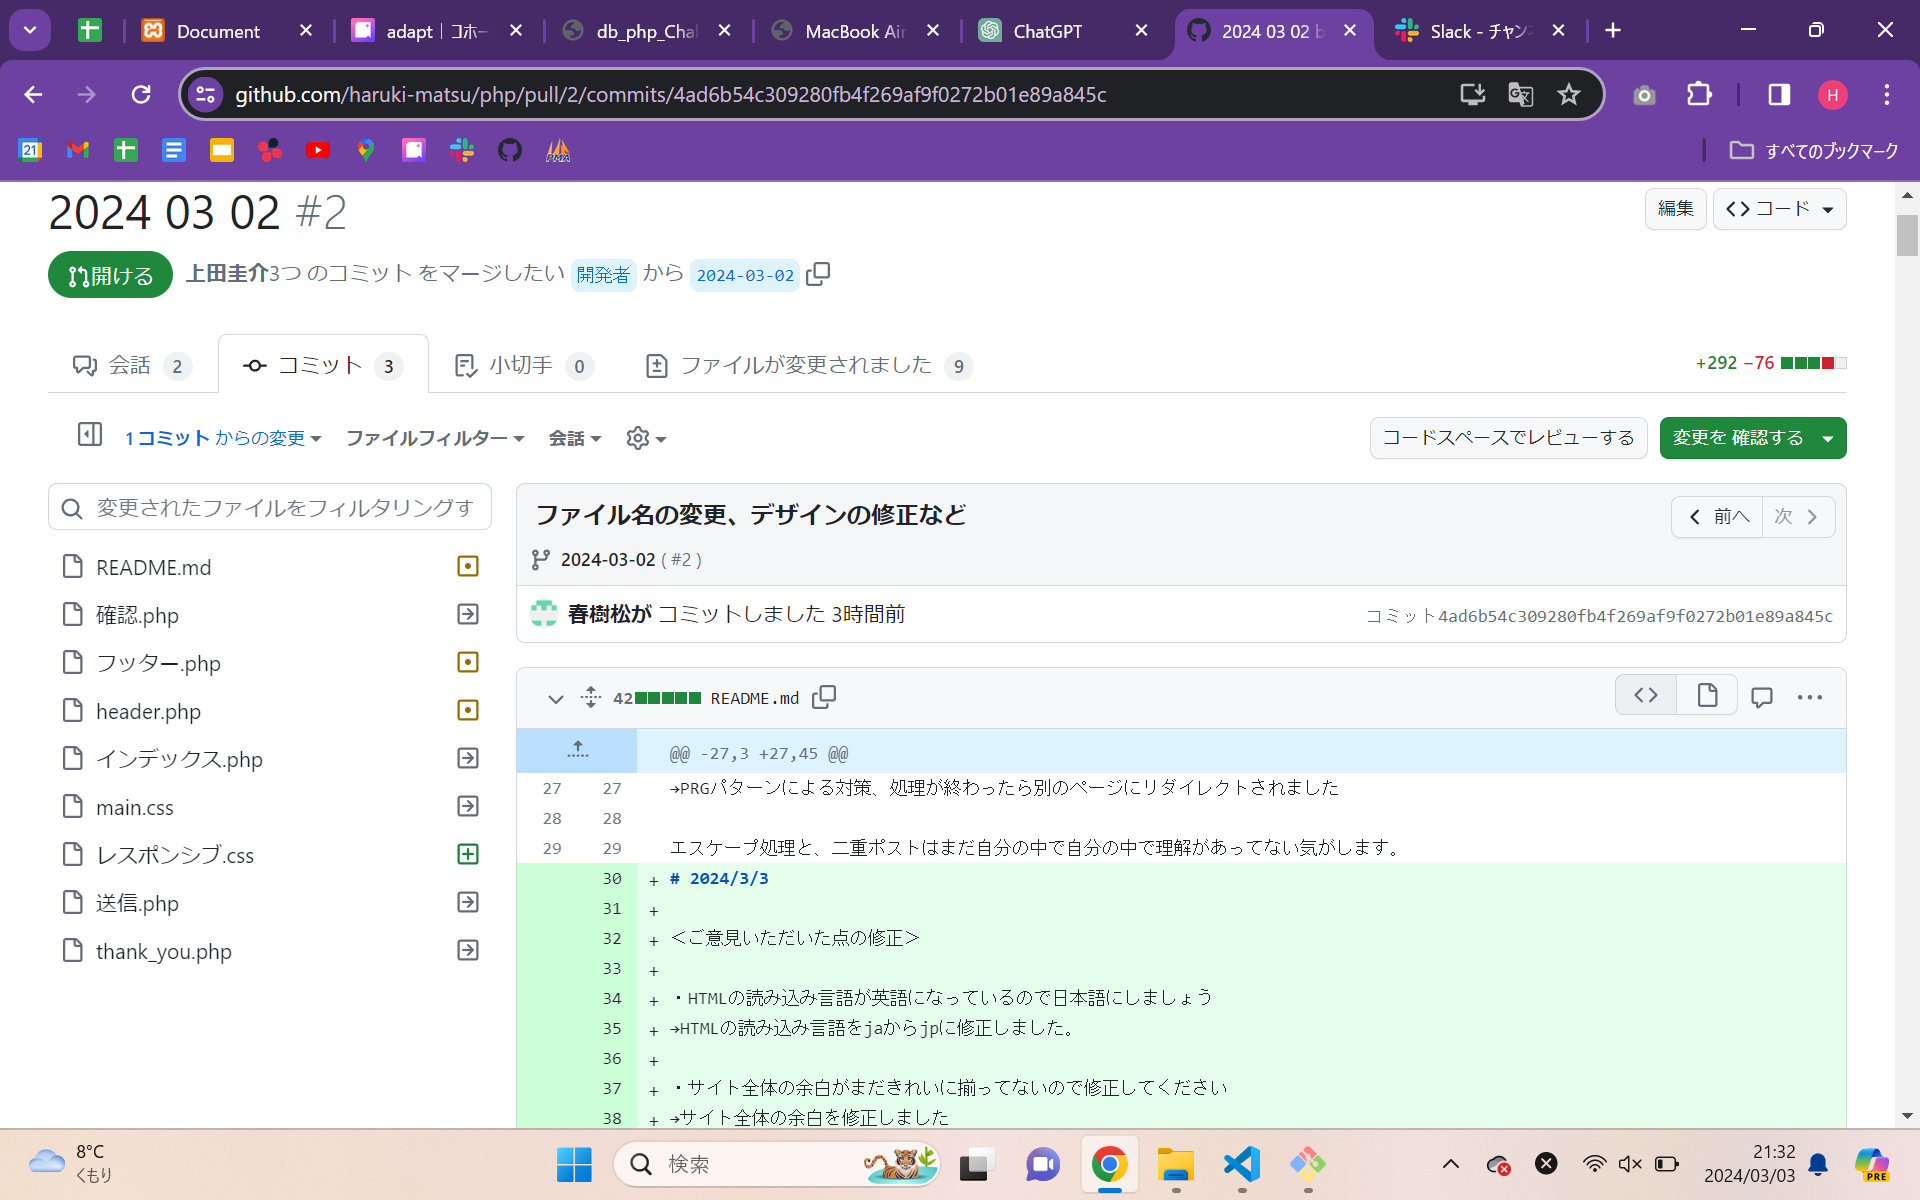 Document
adapt | コホー
db_php_Chal
MacBook Air
ChatGPT
2024 03 02 b
Slack - チャンネ
github.com/haruki-matsu/php/pull/2/commits/4ad6b54c309280fb4f269af9f0272b01e89a845c
H
21
PMA
すべてのブックマーク
2024 03 02 #2
編集
コード
開ける
上田圭介3つ のコミット をマージしたい 開発者 から 2024-03-02
会話 2
コミット 3
小切手 0
ファイルが変更されました 9
+292 −76
1 コミット からの変更
ファイルフィルター
会話
コードスペースでレビューする
変更を 確認する
変更されたファイルをフィルタリングす
README.md
確認.php
フッター.php
header.php
インデックス.php
main.css
レスポンシブ.css
送信.php
thank_you.php
ファイル名の変更、デザインの修正など
前へ
次
2024-03-02 ( #2 )
春樹松が コミットしました 3時間前
コミット4ad6b54c309280fb4f269af9f0272b01e89a845c
42 README.md
@@ -27,3 +27,45 @@
27 27 →PRGパターンによる対策、処理が終わったら別のページにリダイレクトされました
28 28
29 29 エスケープ処理と、二重ポストはまだ自分の中で自分の中で理解があってない気がします。
30 + # 2024/3/3
31 +
32 + ＜ご意見いただいた点の修正＞
33 +
34 + ・HTMLの読み込み言語が英語になっているので日本語にしましょう
35 + →HTMLの読み込み言語をjaからjpに修正しました。
36 +
37 + ・サイト全体の余白がまだきれいに揃ってないので修正してください
38 + →サイト全体の余白を修正しました
8°C
くもり
検索
21:32
2024/03/03
PRE